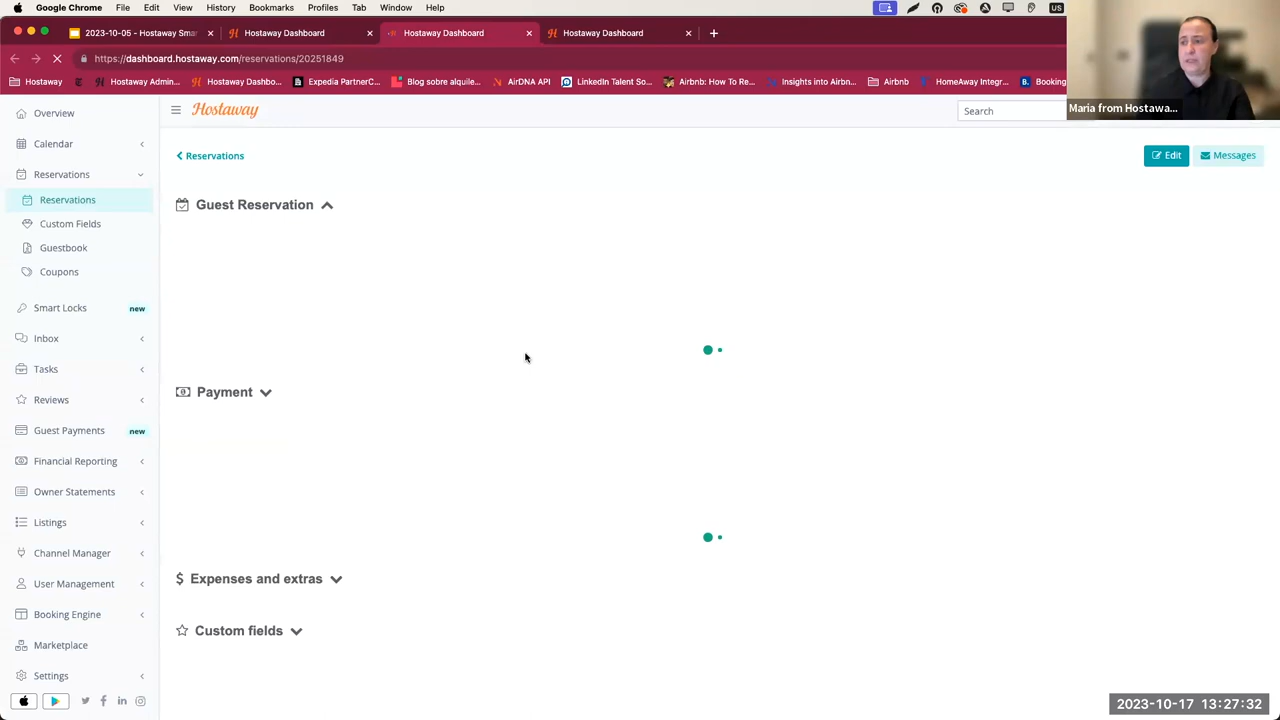 Google Chrome File Edit View History Bookmarks Profiles Tab Window Help US
2023-10-05 - Hostaway Smar Hostaway Dashboard Hostaway Dashboard Hostaway Dashboard
https://dashboard.hostaway.com/reservations/20251849
Hostaway Hostaway Admin... Hostaway Dashbo... Expedia PartnerC... Blog sobre alquile... AirDNA API LinkedIn Talent So... Airbnb: How To Re... Insights into Airbn... Airbnb HomeAway Integr... Booking
Maria from Hostawa...
Overview
Hostaway
Search
Calendar
Reservations
Edit
Messages
Reservations
Reservations
Guest Reservation
Custom Fields
Guestbook
Coupons
Smart Locks new
Inbox
Tasks
Payment
Reviews
Guest Payments new
Financial Reporting
Owner Statements
Listings
Channel Manager
User Management
Expenses and extras
Booking Engine
Custom fields
Marketplace
Settings
2023-10-17 13:27:32